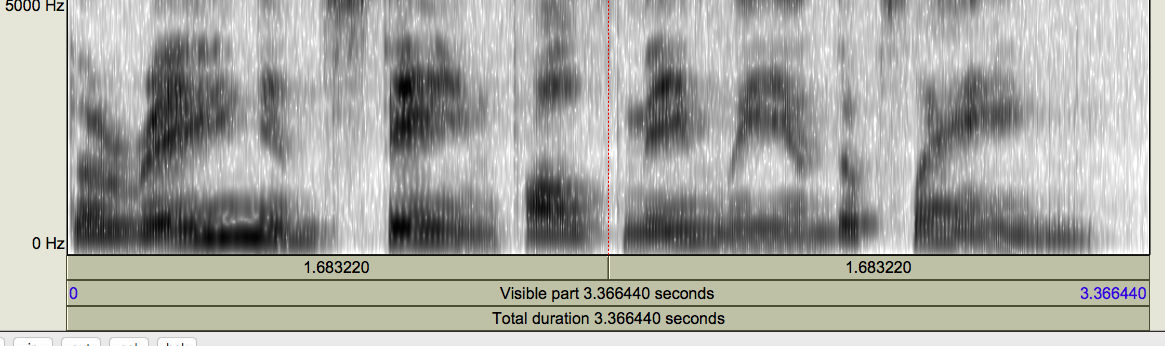 5000 Hz
0 Hz
1.683220 1.683220
0 Visible part 3.366440 seconds 3.366440
Total duration 3.366440 seconds